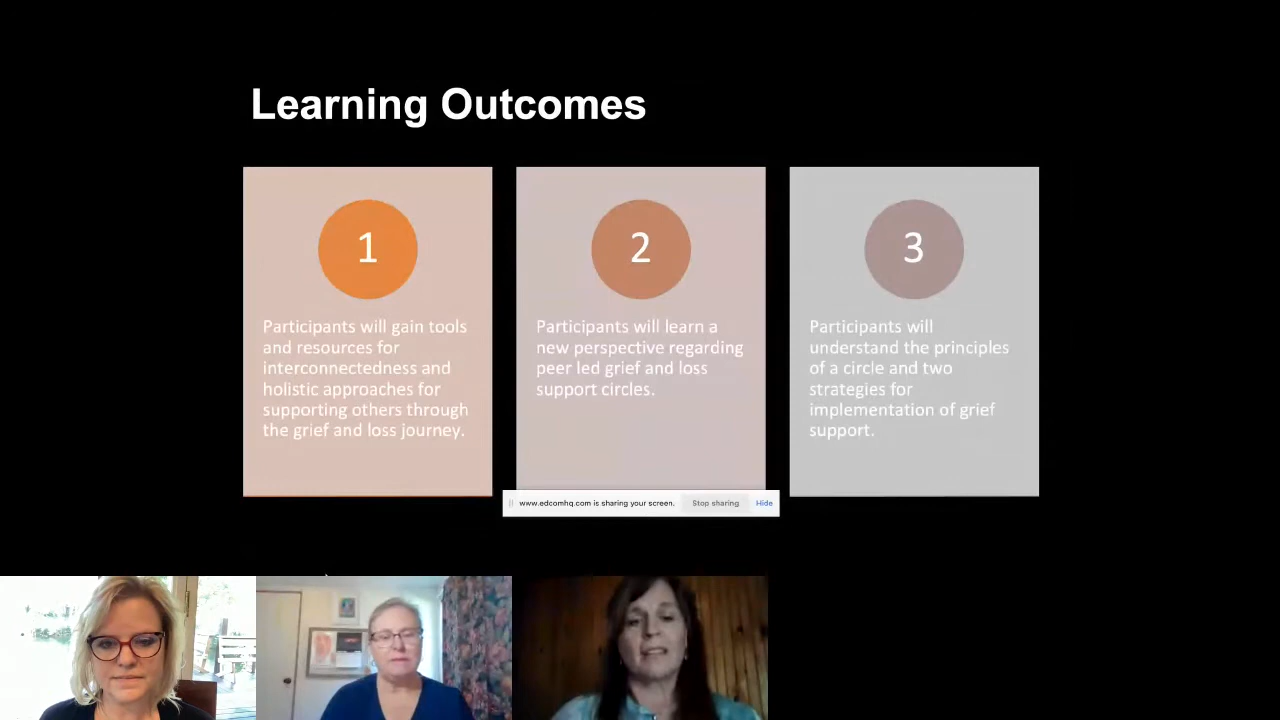 Learning Outcomes
1
Participants will gain tools
and resources for
interconnectedness and
holistic approaches for
supporting others through
the grief and loss journey.
2
Participants will learn a
new perspective regarding
peer led grief and loss
support circles.
3
Participants will
understand the principles
of a circle and two
strategies for
implementation of grief
support.
www.edcomhq.com is sharing your screen. Stop sharing Hide